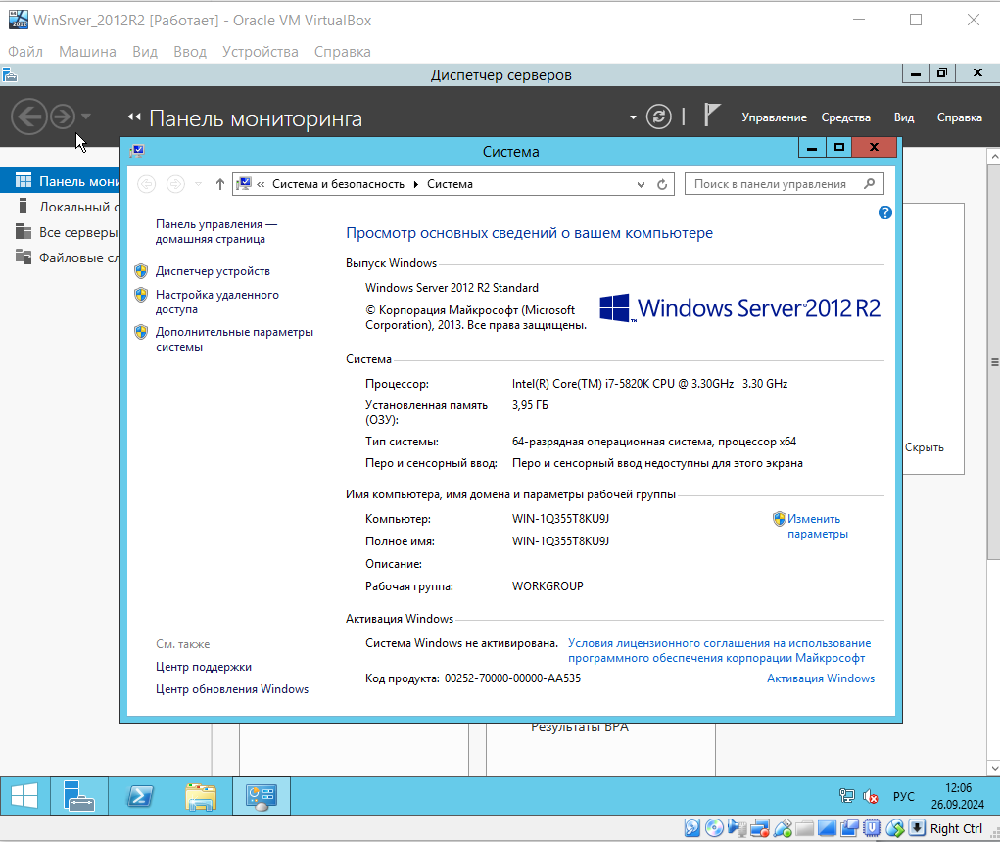 WinSrver_2012R2 [Работает] - Oracle VM VirtualBox
Файл Машина Вид Ввод Устройства Справка
Диспетчер серверов
Панель мониторинга
Управление Средства Вид Справка
Система
Система и безопасность Система
Поиск в панели управления
Панель мони
Локальный с
Все серверы
Файловые сл
Панель управления —
домашняя страница
Диспетчер устройств
Настройка удаленного
доступа
Дополнительные параметры
системы
Просмотр основных сведений о вашем компьютере
Выпуск Windows
Windows Server 2012 R2 Standard
© Корпорация Майкрософт (Microsoft
Corporation), 2013. Все права защищены.
Windows Server 2012 R2
Система
Процессор: Intel(R) Core(TM) i7-5820K CPU @ 3.30GHz 3.30 GHz
Установленная память
(ОЗУ): 3,95 ГБ
Тип системы: 64-разрядная операционная система, процессор x64
Перо и сенсорный ввод: Перо и сенсорный ввод недоступны для этого экрана
Скрыть
Имя компьютера, имя домена и параметры рабочей группы
Компьютер: WIN-1Q355T8KU9J
Изменить
параметры
Полное имя: WIN-1Q355T8KU9J
Описание:
Рабочая группа: WORKGROUP
Активация Windows
Система Windows не активирована. Условия лицензионного соглашения на использование
программного обеспечения корпорации Майкрософт
Код продукта: 00252-70000-00000-AA535 Активация Windows
См. также
Центр поддержки
Центр обновления Windows
Результаты BPA
РУС
12:06
26.09.2024
Right Ctrl